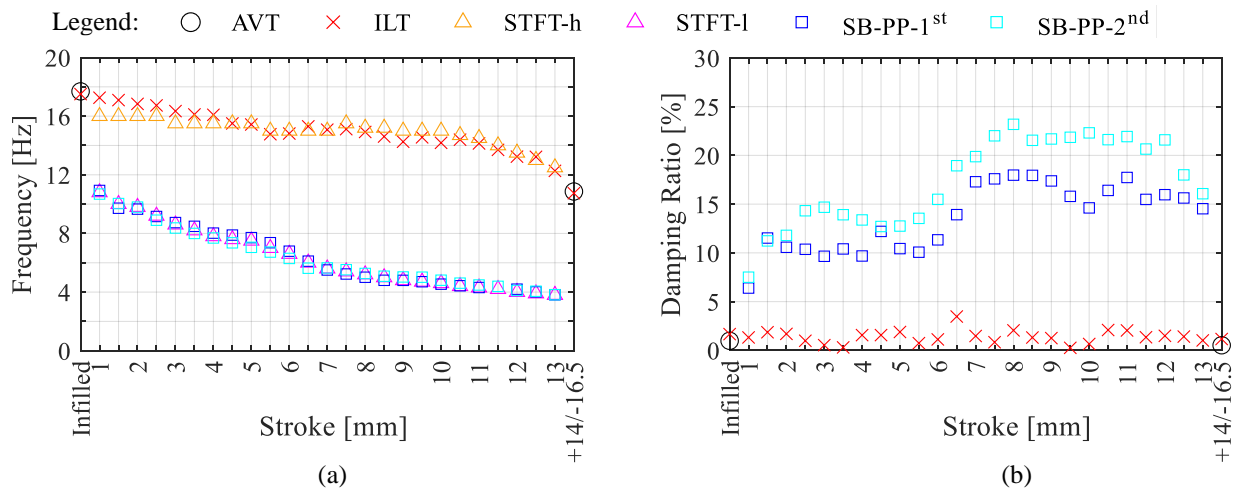 Legend: AVT ILT STFT-h STFT-l SB-PP-1st SB-PP-2nd
20
16
12
8
4
0
Frequency [Hz]
Infilled 1 2 3 4 5 6 7 8 9 10 11 12 13 +14/-16.5
Stroke [mm]
(a)
30
25
20
15
10
5
0
Damping Ratio [%]
Infilled 1 2 3 4 5 6 7 8 9 10 11 12 13 +14/-16.5
Stroke [mm]
(b)